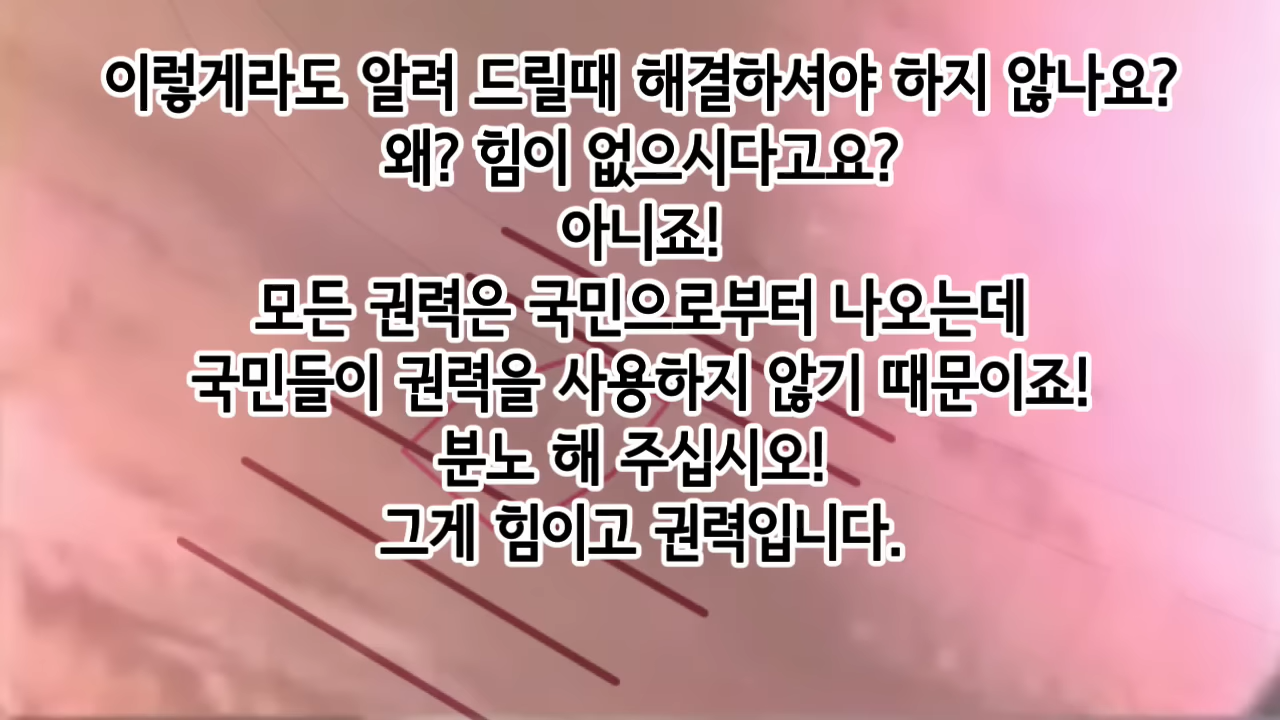 이렇게라도 알려 드릴때 해결하셔야 하지 않나요?
왜? 힘이 없으시다고요?
아니죠!
모든 권력은 국민으로부터 나오는데
국민들이 권력을 사용하지 않기 때문이죠!
분노 해 주십시오!
그게 힘이고 권력입니다.